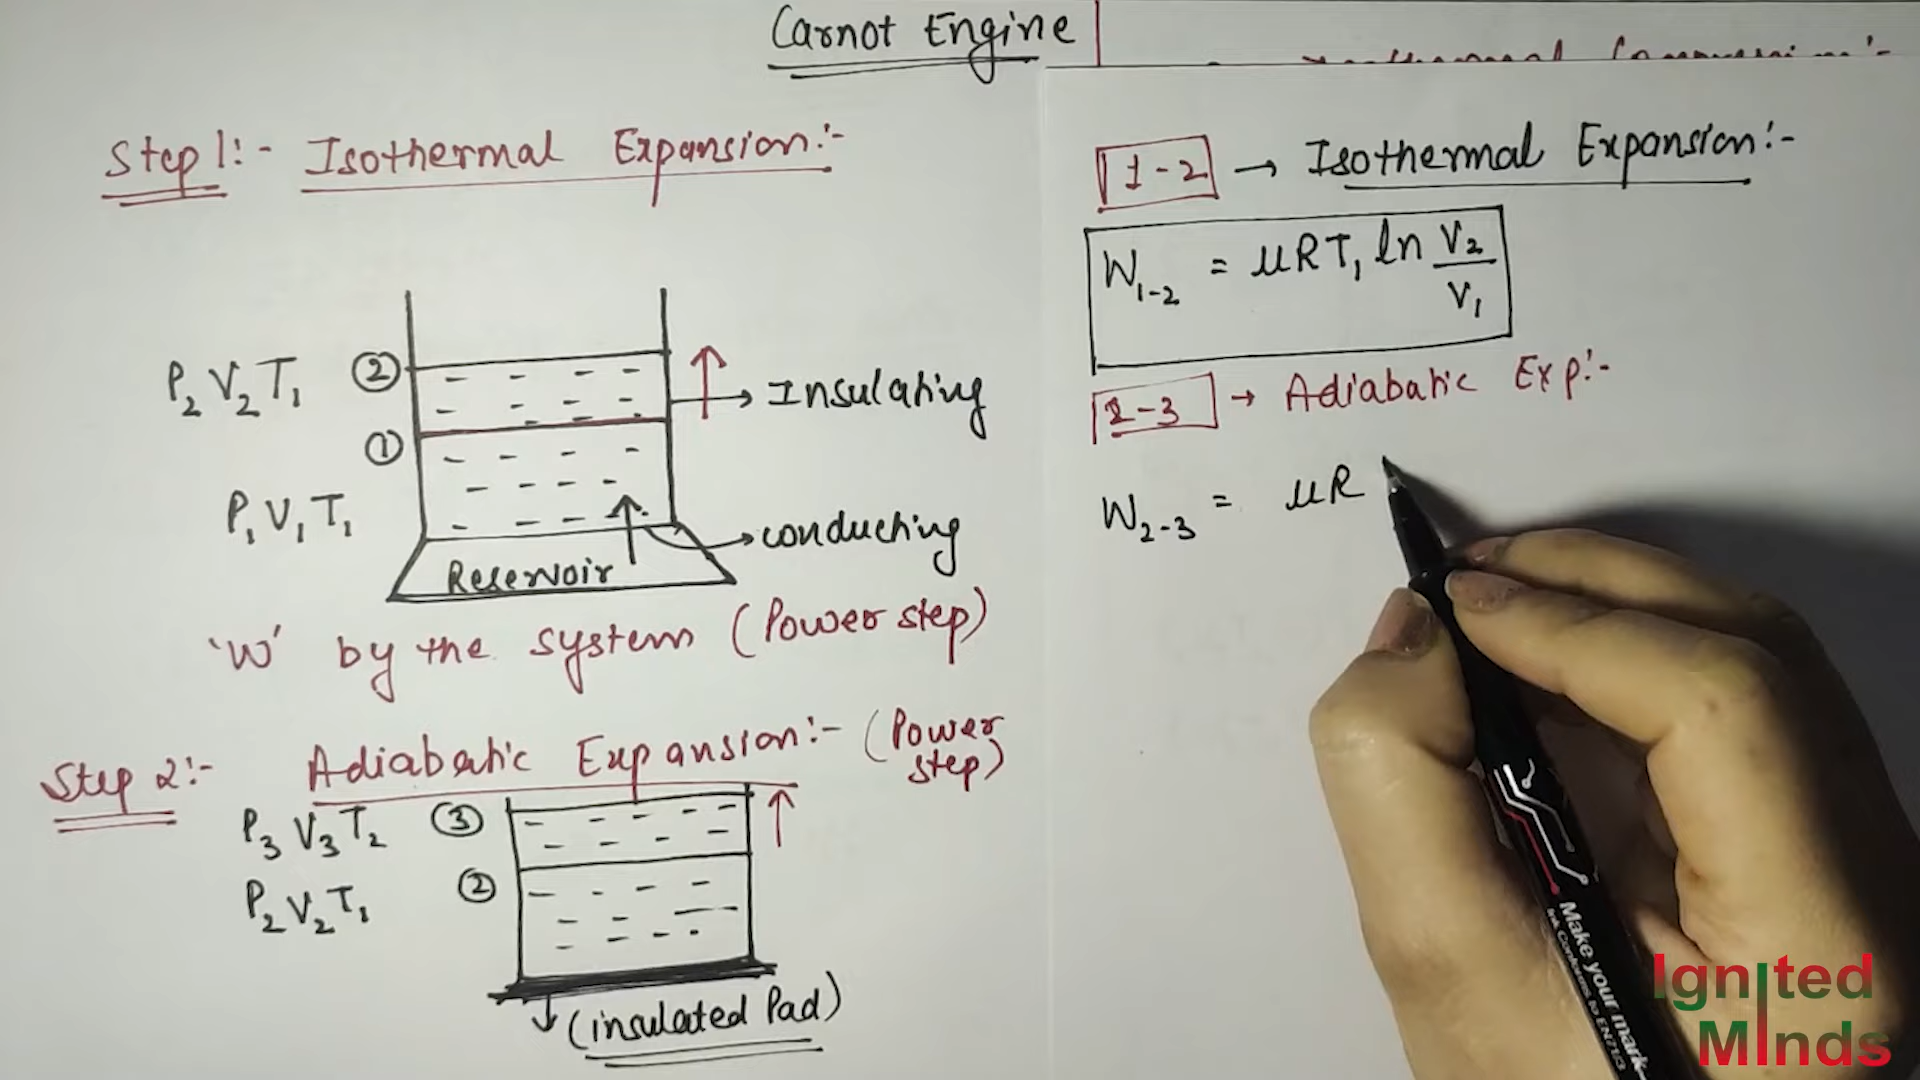 Carnot Engine
Step 1:- Isothermal Expansion:-
P₂ V₂ T₁ ②
Insulating
①
P₁ V₁ T₁
conducting
Reservoir
'W' by the system (Power step)
Step 2:- Adiabatic Expansion:- (Power step)
P₃ V₃ T₂ ③
P₂ V₂ T₁ ②
(insulated Pad)
1-2 → Isothermal Expansion:-
W₁₋₂ = μRT₁ ln V₂/V₁
2-3 → Adiabatic Exp:-
W₂₋₃ = μR
Make your mark
Ignited
Minds